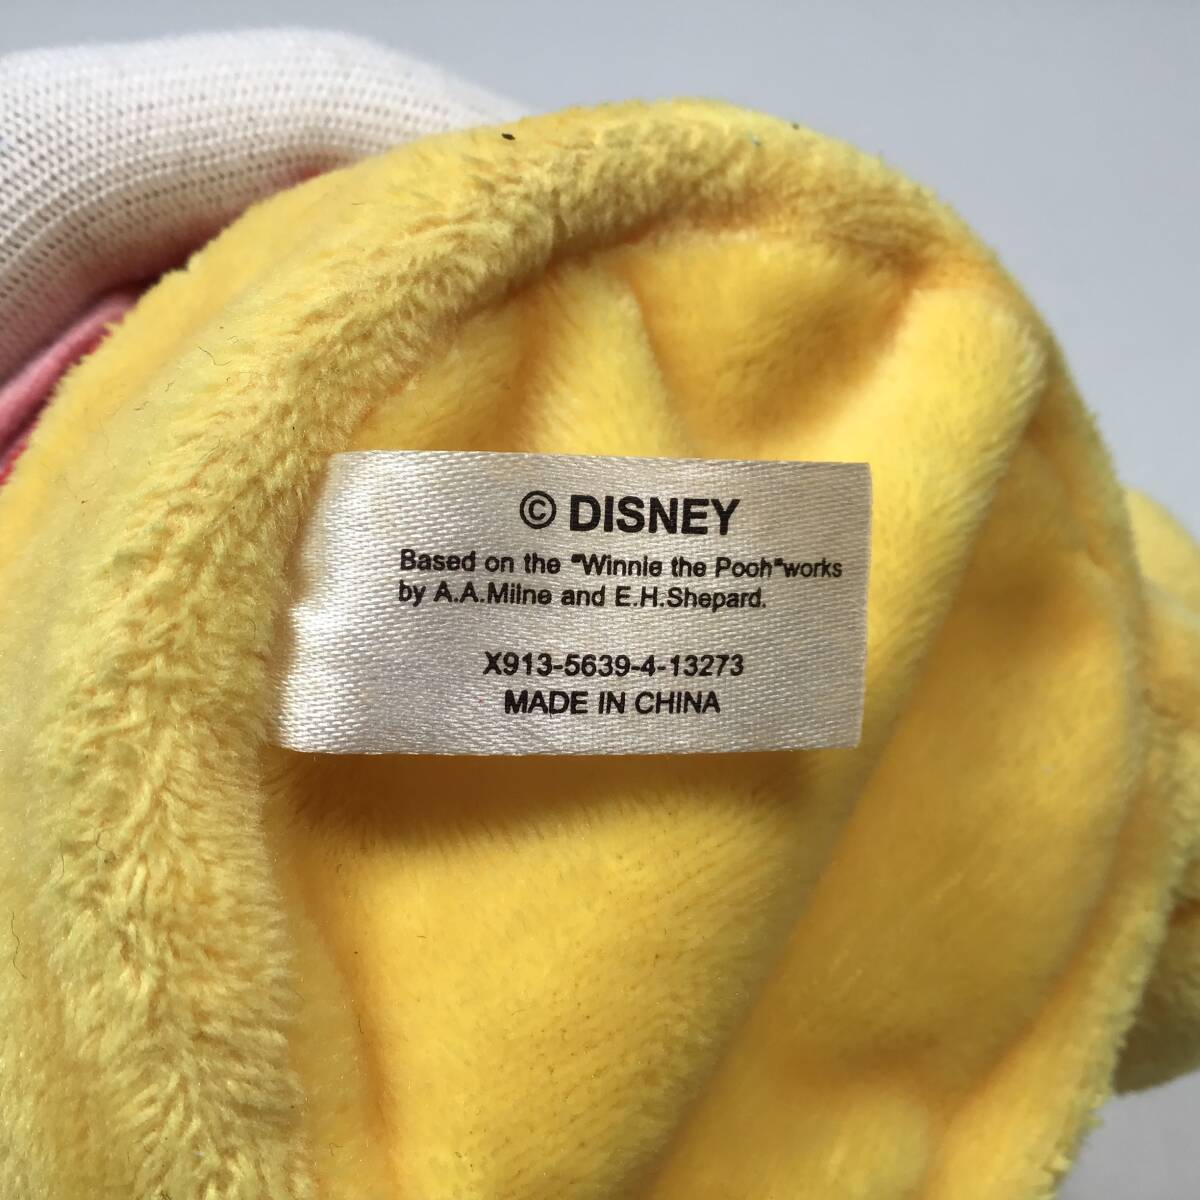 © DISNEY
Based on the "Winnie the Pooh"works
by A.A.Milne and E.H.Shepard.
X913-5639-4-13273
MADE IN CHINA